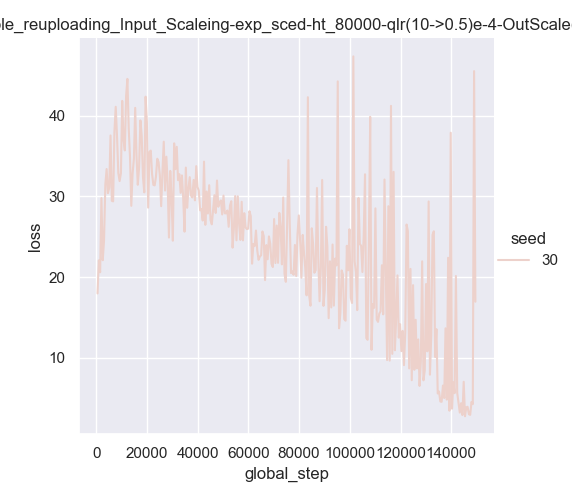 le_reuploading_Input_Scaleing-exp_sced-ht_80000-qlr(10->0.5)e-4-OutScale
40
30
20
10
loss
seed
30
0 20000 40000 60000 80000 100000 120000 140000
global_step